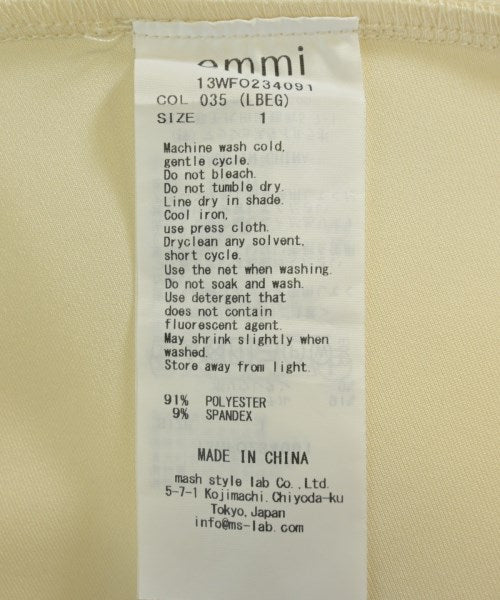 emmi
13WFO234091
COL 035 (LBEG)
SIZE 1
Machine wash cold,
gentle cycle.
Do not bleach.
Do not tumble dry.
Line dry in shade.
Cool iron,
use press cloth.
Dryclean any solvent,
short cycle.
Use the net when washing.
Do not soak and wash.
Use detergent that
does not contain
fluorescent agent.
May shrink slightly when
washed.
Store away from light.
91% POLYESTER
9% SPANDEX
MADE IN CHINA
mash style lab Co.,Ltd.
5-7-1 Kojimachi,Chiyoda-ku
Tokyo,Japan
info@ms-lab.com